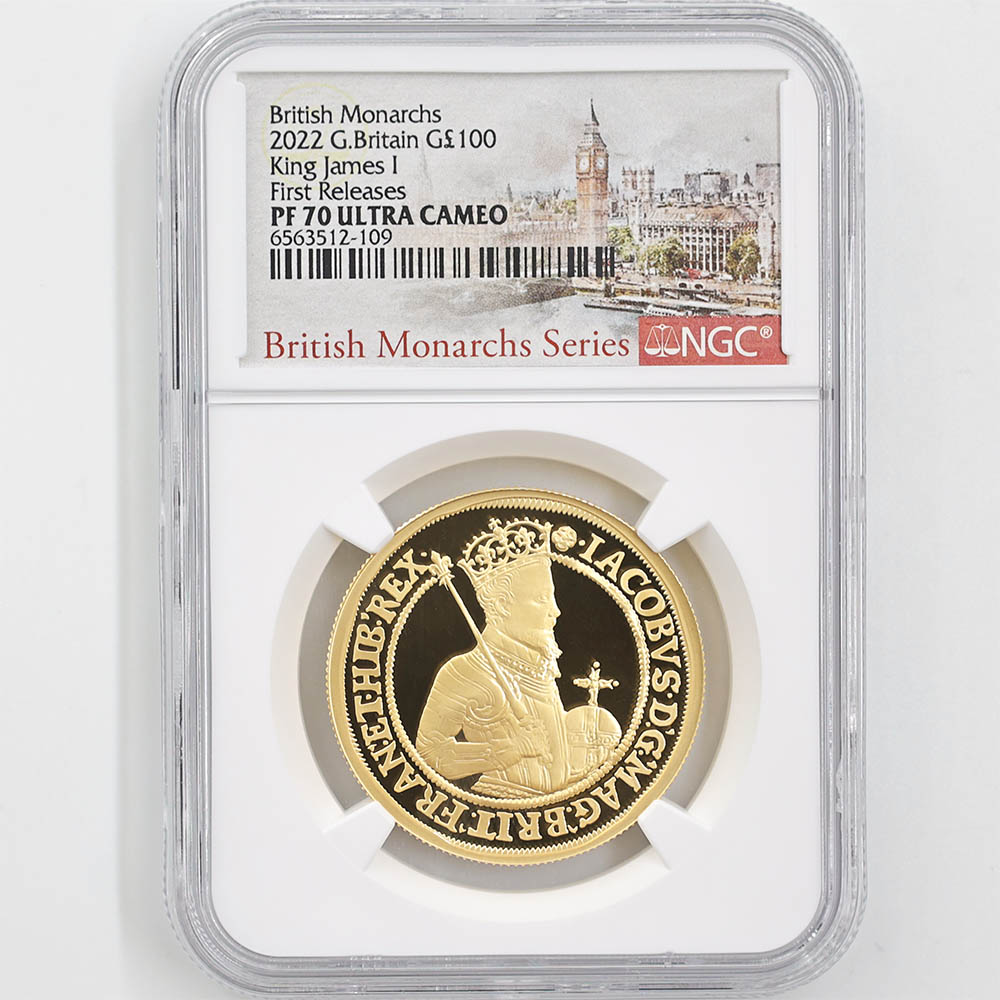 British Monarchs
2022 G.Britain G£100
King James I
First Releases
PF 70 ULTRA CAMEO
6563512-109
British Monarchs Series NGC®
·IACOBVS·D'·G'·MAG'·BRIT'·FRAN'·ET·HIB'·REX·